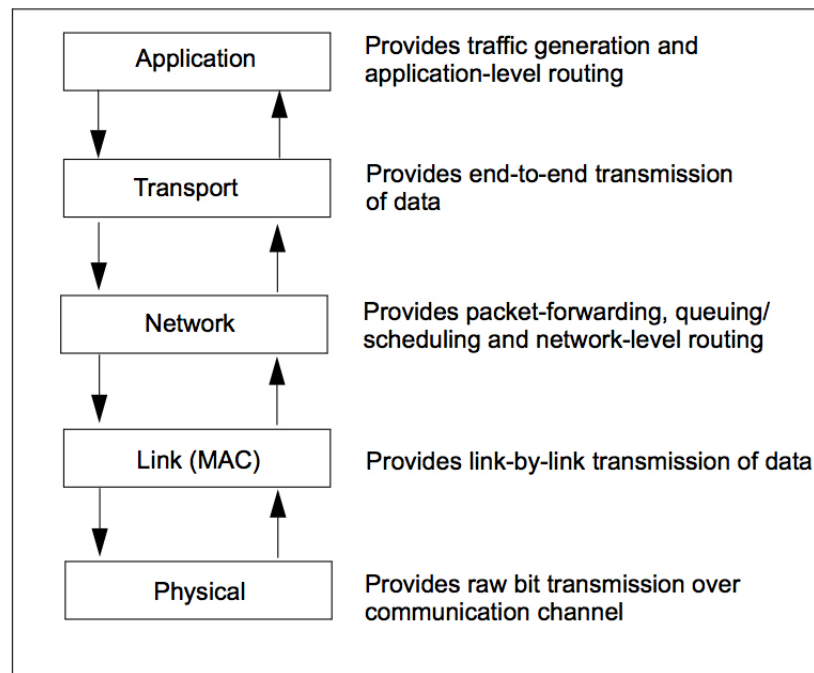 Application
Provides traffic generation and
application-level routing
Transport
Provides end-to-end transmission
of data
Network
Provides packet-forwarding, queuing/
scheduling and network-level routing
Link (MAC)
Provides link-by-link transmission of data
Physical
Provides raw bit transmission over
communication channel